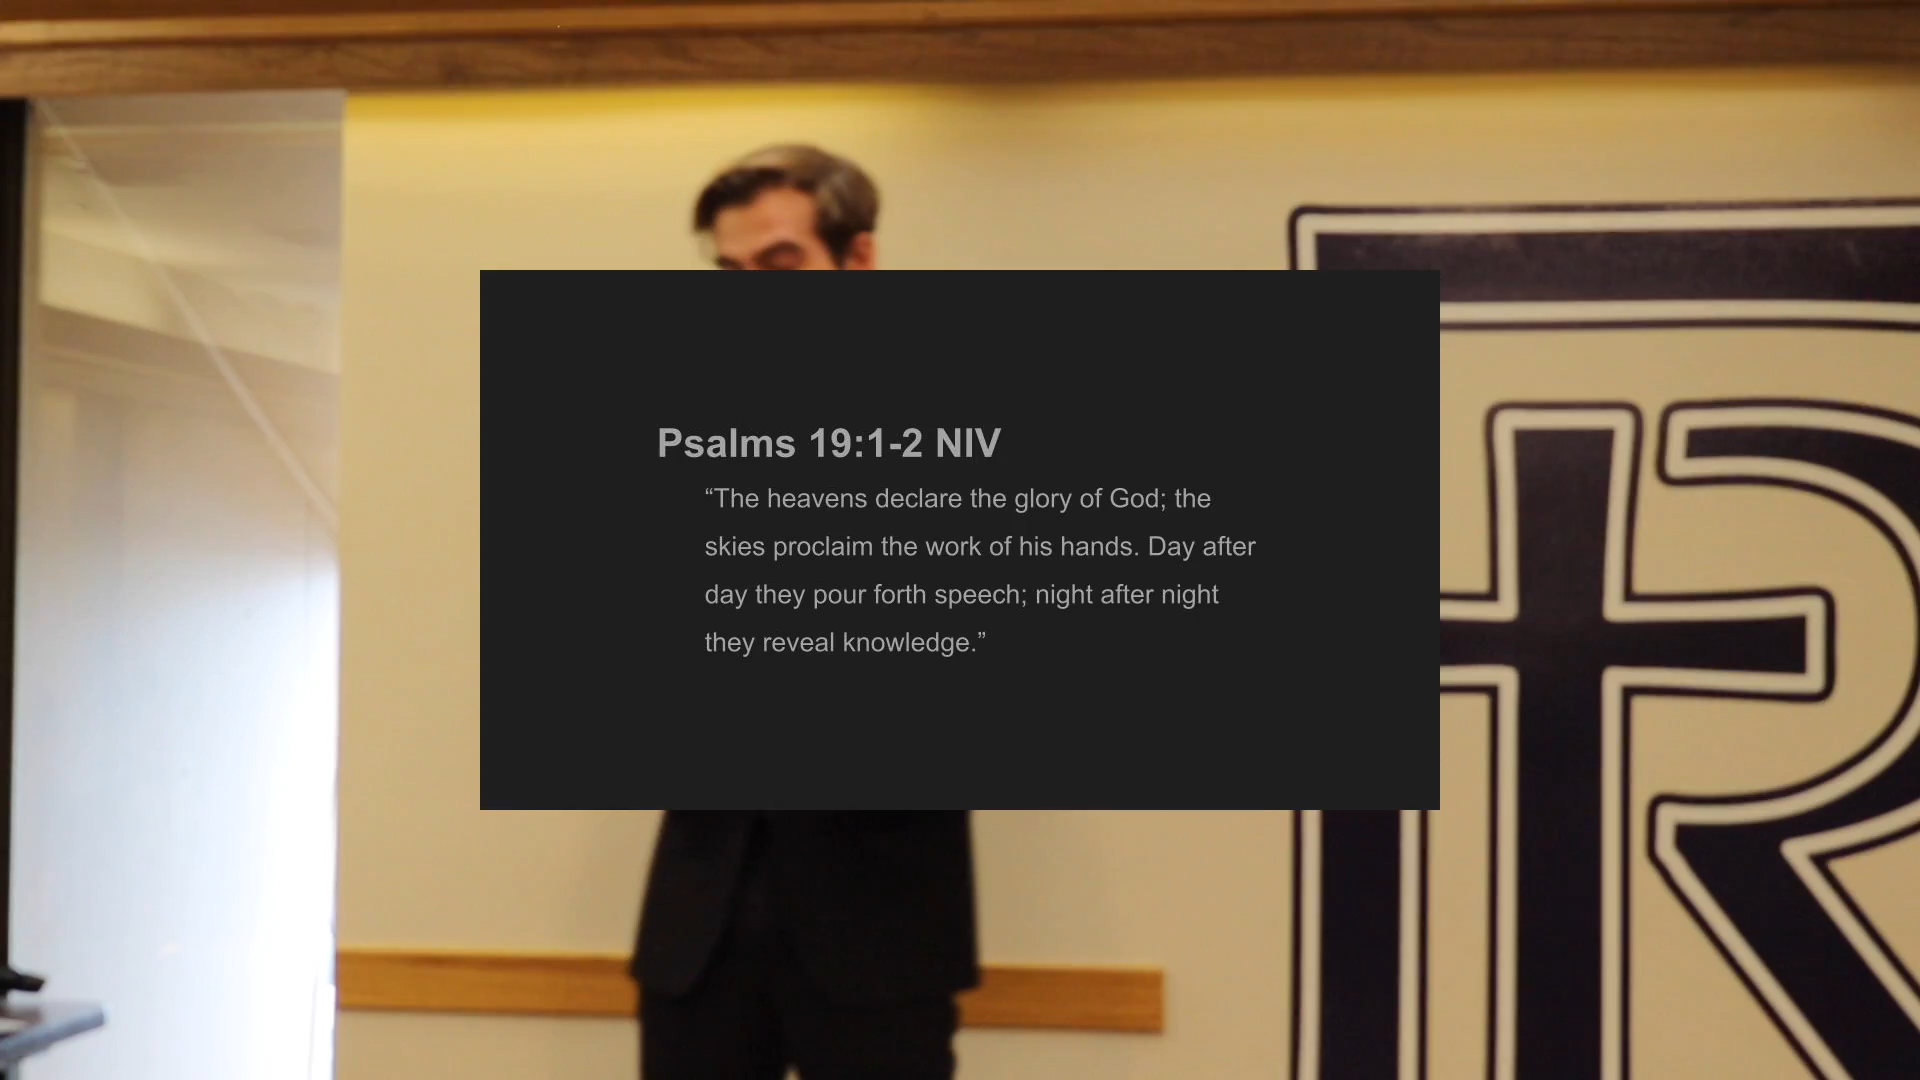 Psalms 19:1-2 NIV
“The heavens declare the glory of God; the
skies proclaim the work of his hands. Day after
day they pour forth speech; night after night
they reveal knowledge.”